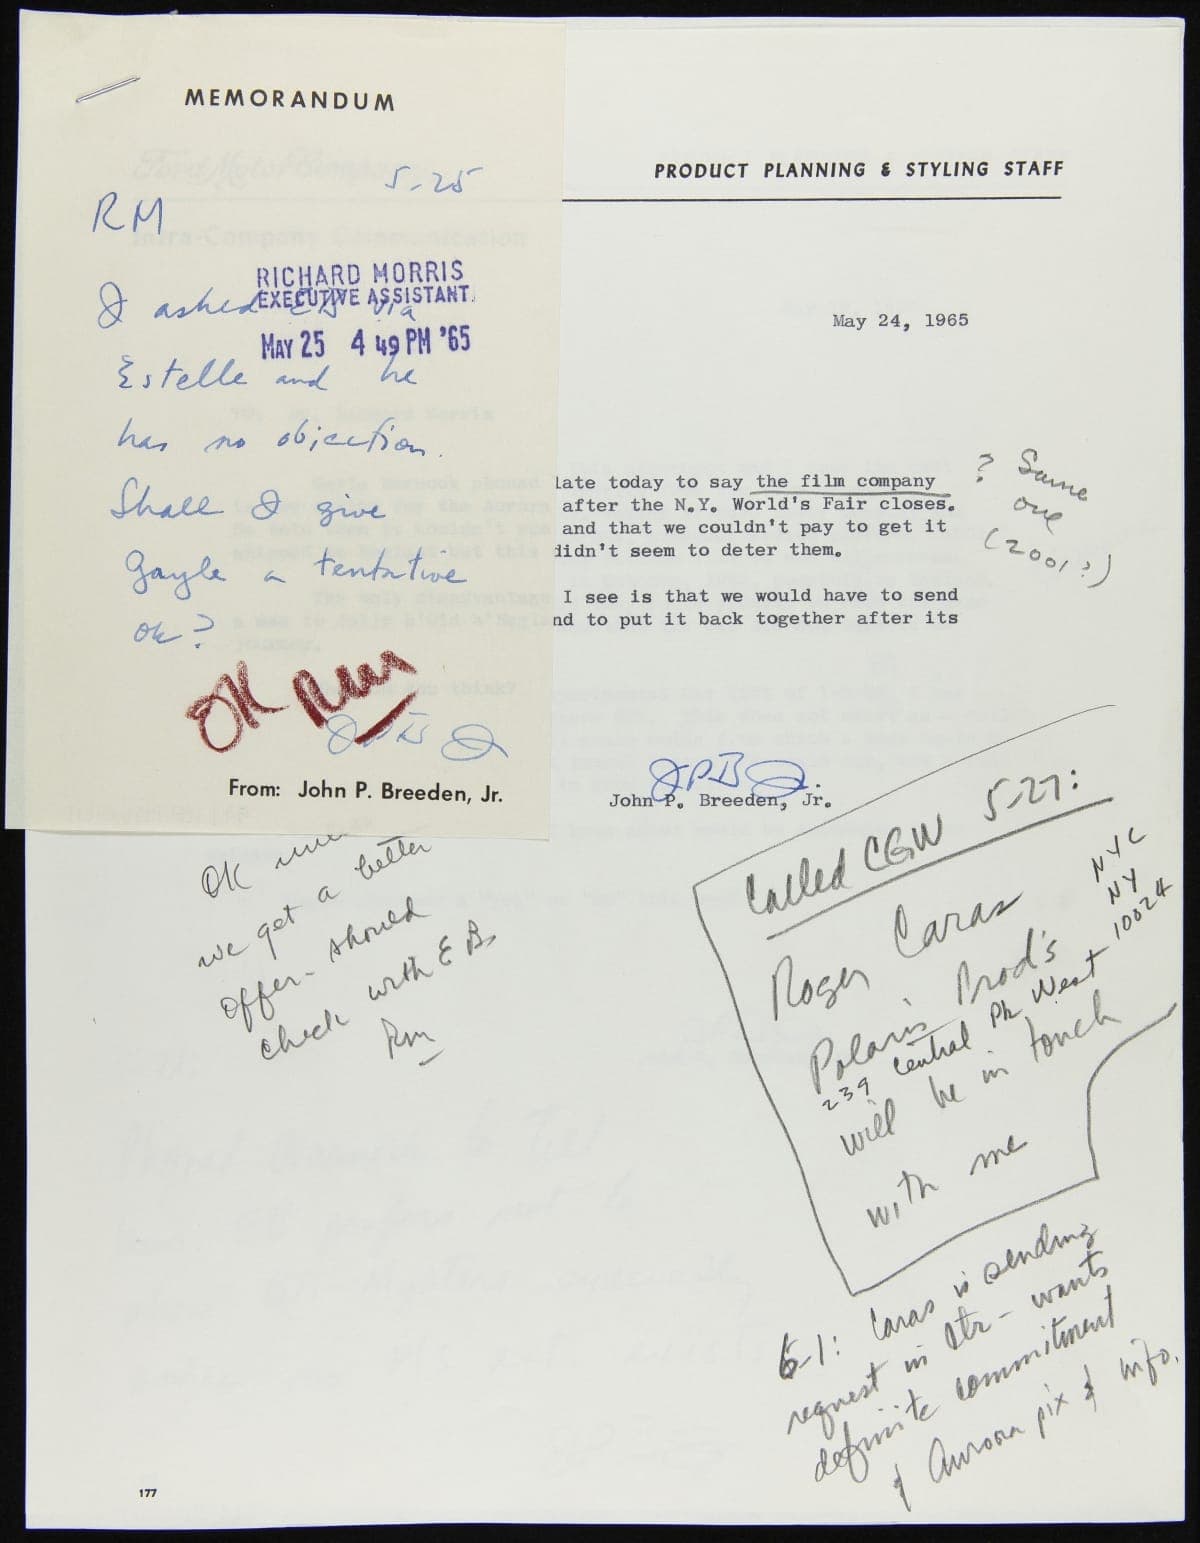 MEMORANDUM
5-25
RM
RICHARD MORRIS
EXECUTIVE ASSISTANT
MAY 25 4 49 PM '65
I asked EB via
Estelle and he
has no objection.
Shall I give
Gayle a tentative
ok?
OK RM
JPB Jr
From: John P. Breeden, Jr.
PRODUCT PLANNING & STYLING STAFF
May 24, 1965
late today to say the film company
after the N.Y. World's Fair closes.
and that we couldn't pay to get it
didn't seem to deter them.
? Same
one
(2001?)
I see is that we would have to send
nd to put it back together after its
JPB Jr.
John P. Breeden, Jr.
OK
we get a better
offer - should
check with E B
RM
Called CGW 5-27:
Roger Caras
Polaris Prod's
239 Central Pk West
NYC
NY
10024
will be in touch
with me
6-1: Caras is sending
request in ltr - wants
definite commitment
& Aurora pix & info.
177